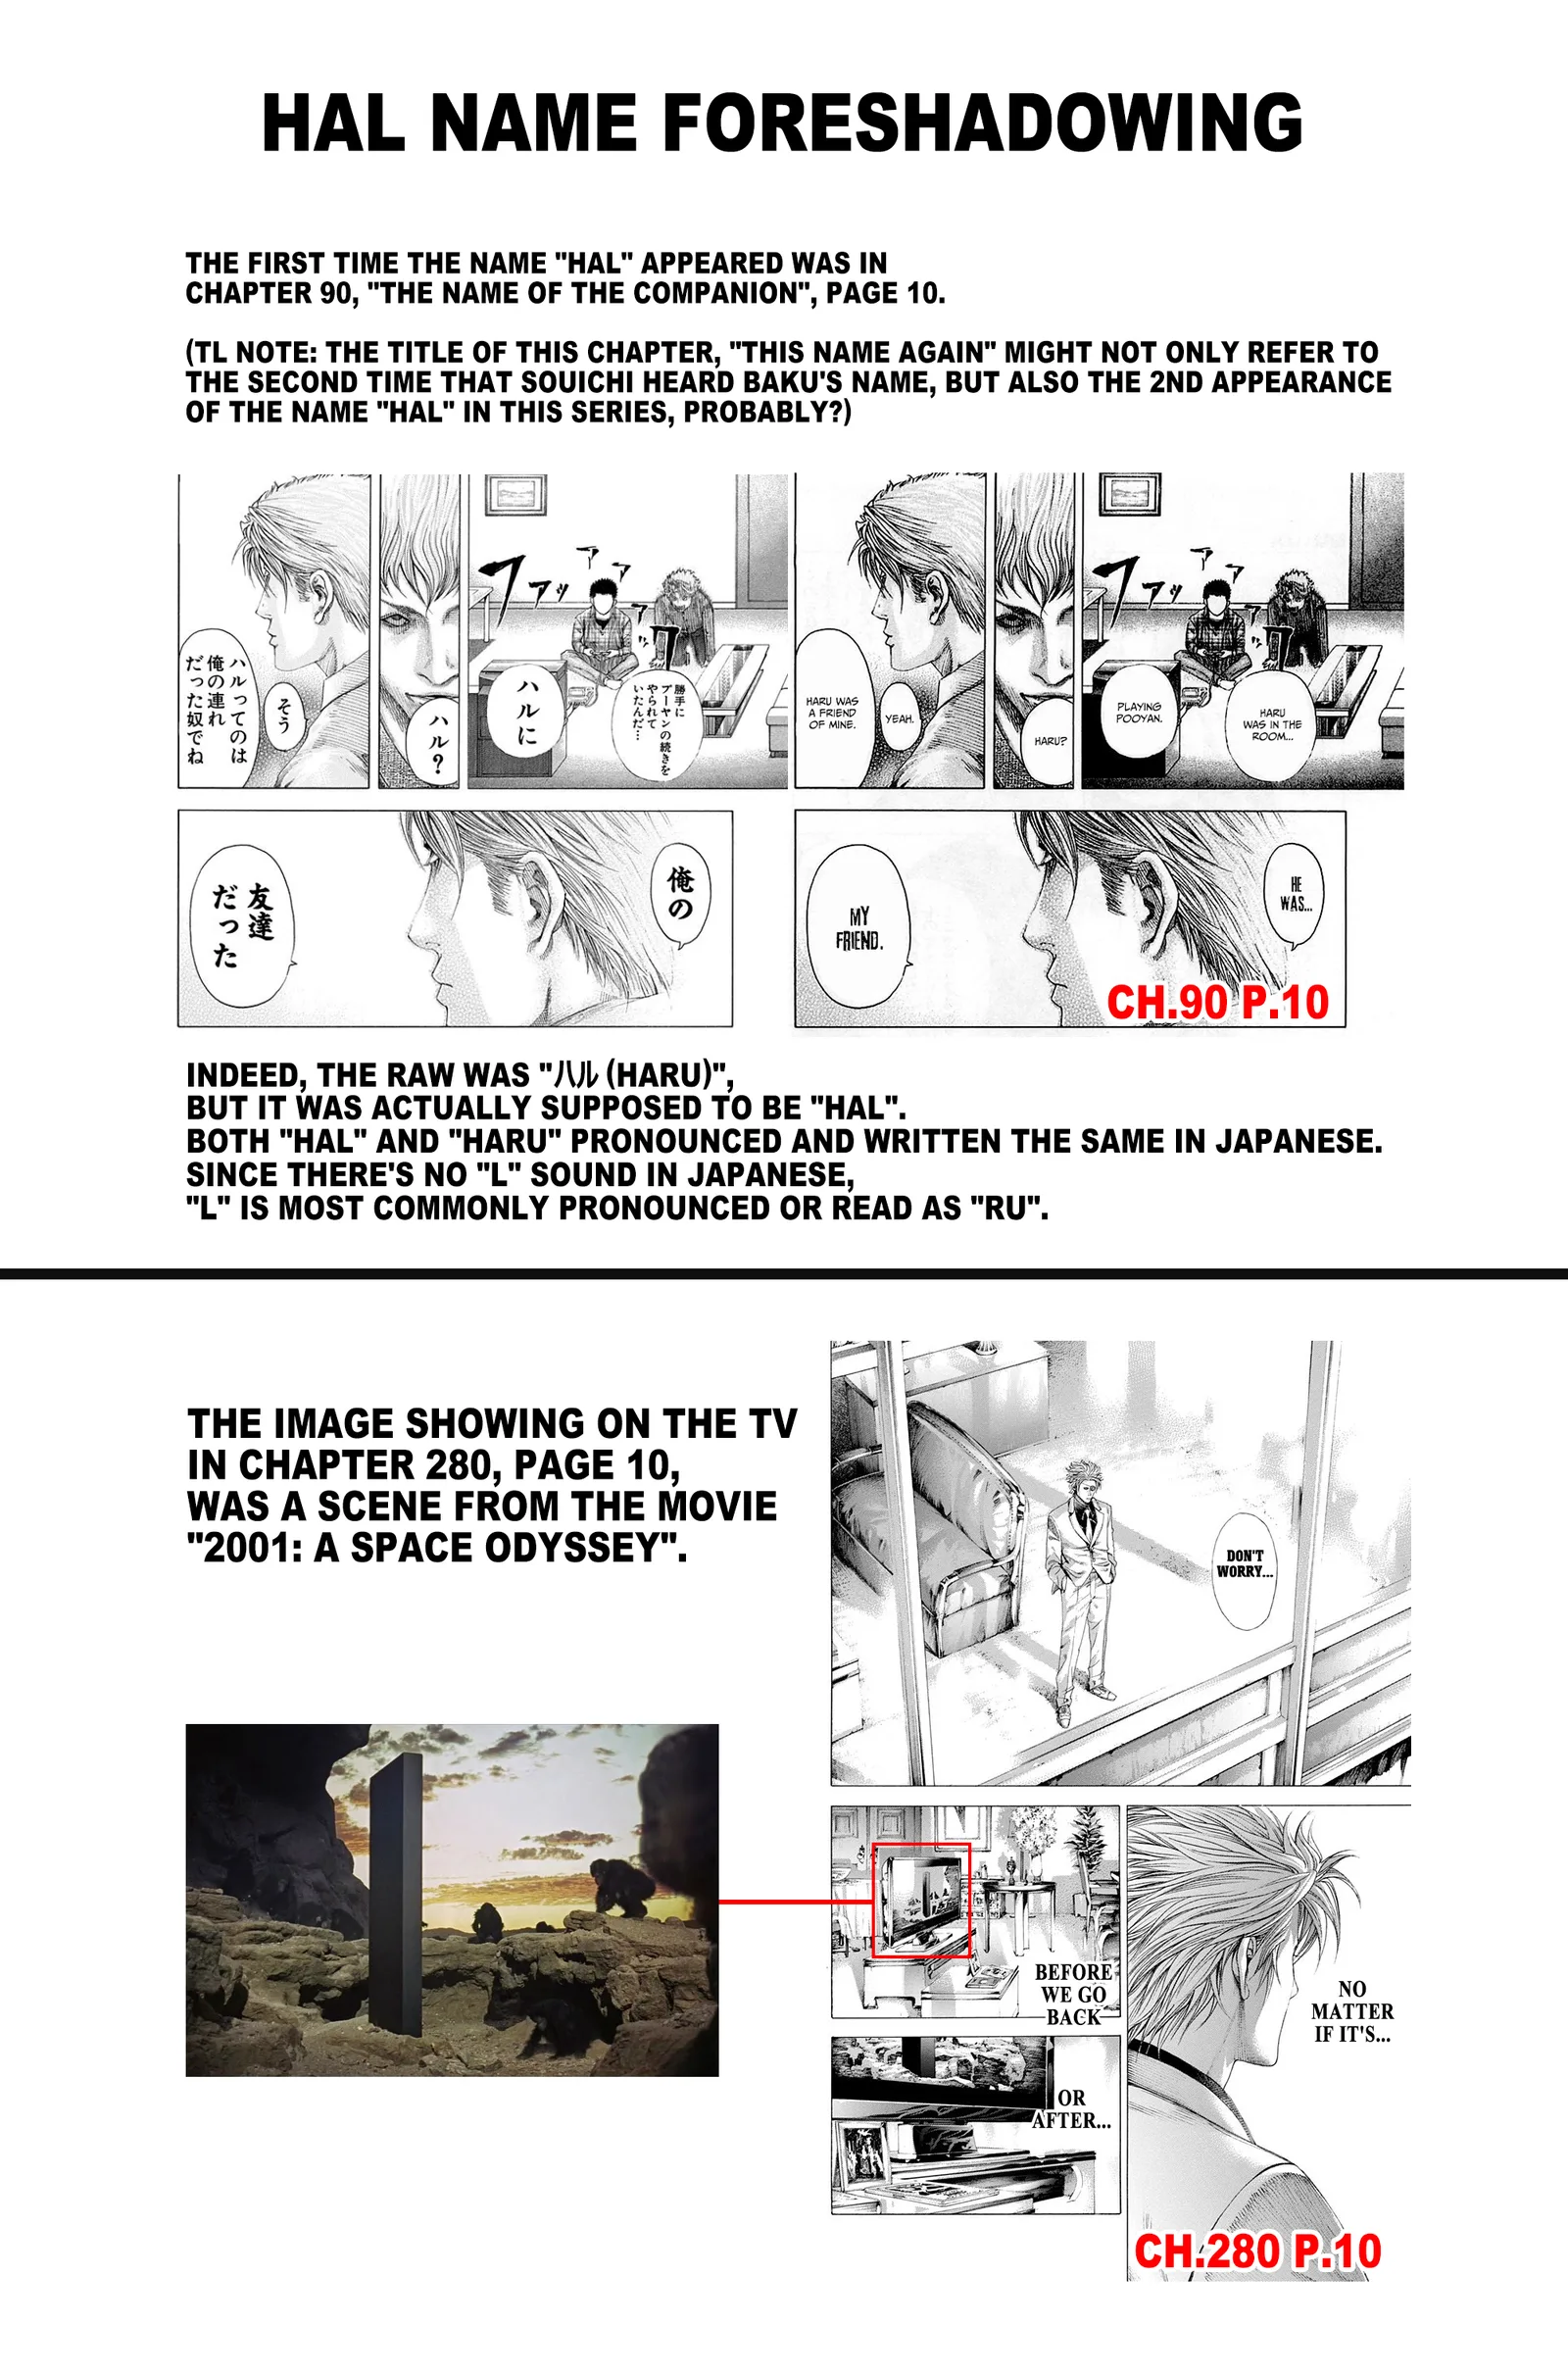 HAL NAME FORESHADOWING
THE FIRST TIME THE NAME "HAL" APPEARED WAS IN
CHAPTER 90, "THE NAME OF THE COMPANION", PAGE 10.
(TL NOTE: THE TITLE OF THIS CHAPTER, "THIS NAME AGAIN" MIGHT NOT ONLY REFER TO
THE SECOND TIME THAT SOUICHI HEARD BAKU'S NAME, BUT ALSO THE 2ND APPEARANCE
OF THE NAME "HAL" IN THIS SERIES, PROBABLY?)
ファッ
ァ
ァ
勝手に
プーヤンの続きを
やられて
いたんだ…
ハルに
ハル?
そう
ハルってのは
俺の連れ
だった奴でね
俺の
友達
だった
ファッ
ァ
ァ
HARU
WAS IN THE
ROOM...
PLAYING
POOYAN.
HARU?
YEAH.
HARU WAS
A FRIEND
OF MINE.
HE
WAS...
MY
FRIEND.
CH.90 P.10
INDEED, THE RAW WAS "ハル (HARU)",
BUT IT WAS ACTUALLY SUPPOSED TO BE "HAL".
BOTH "HAL" AND "HARU" PRONOUNCED AND WRITTEN THE SAME IN JAPANESE.
SINCE THERE'S NO "L" SOUND IN JAPANESE,
"L" IS MOST COMMONLY PRONOUNCED OR READ AS "RU".
THE IMAGE SHOWING ON THE TV
IN CHAPTER 280, PAGE 10,
WAS A SCENE FROM THE MOVIE
"2001: A SPACE ODYSSEY".
DON'T
WORRY...
NO
MATTER
IF IT'S...
BEFORE
WE GO
BACK
OR
AFTER...
CH.280 P.10